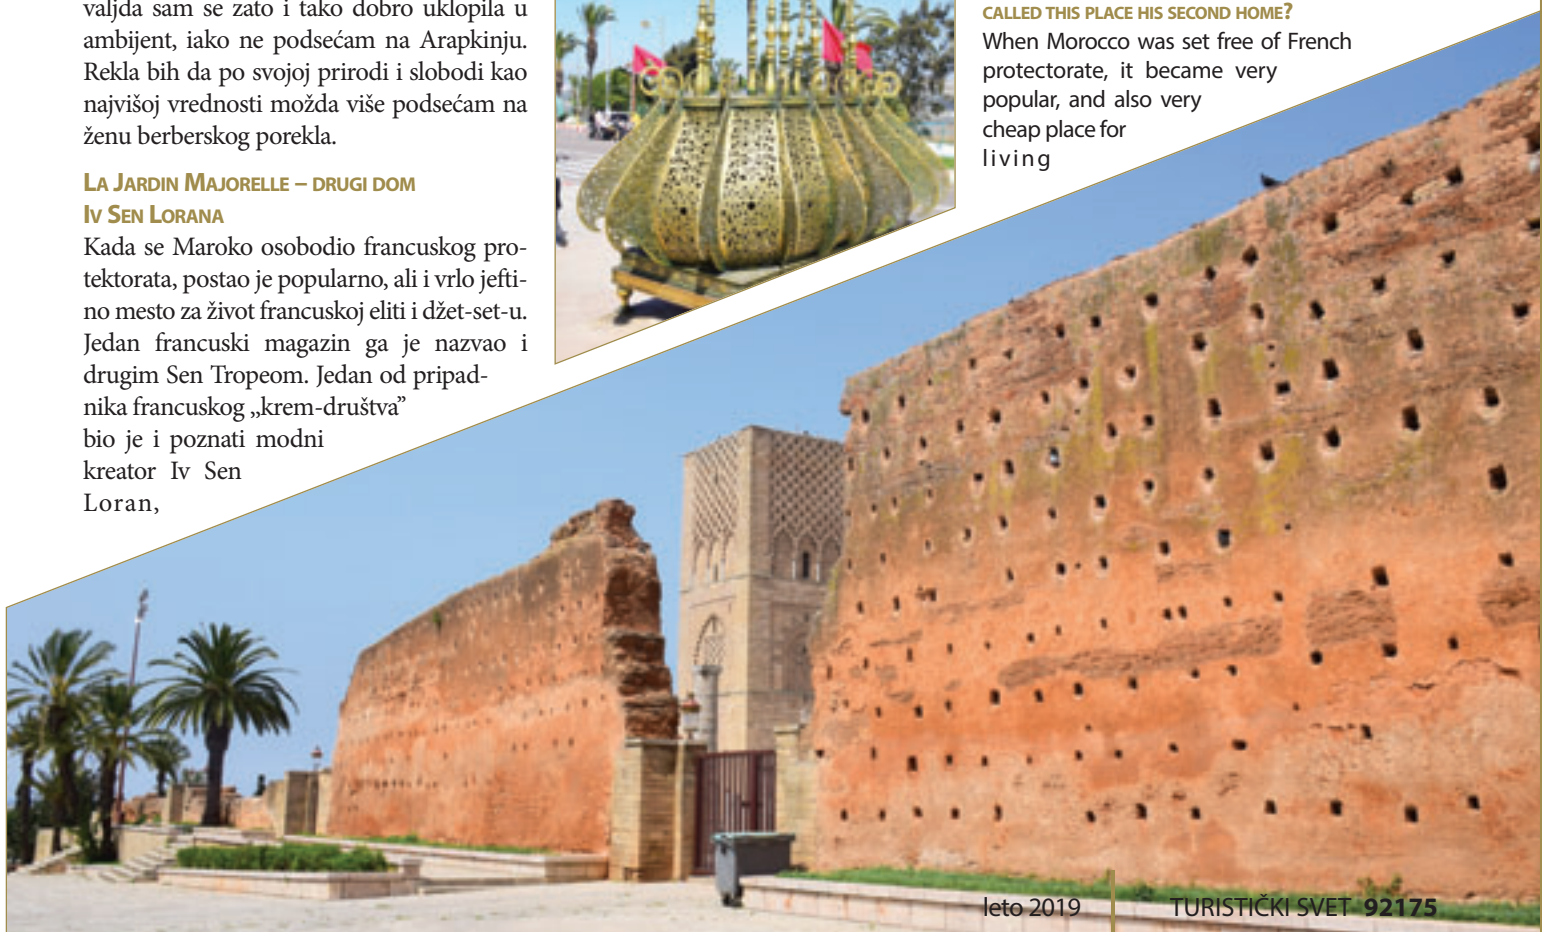 valjda sam se zato i tako dobro uklopila u
ambijent, iako ne podsećam na Arapkinju.
Rekla bih da po svojoj prirodi i slobodi kao
najvišoj vrednosti možda više podsećam na
ženu berberskog porekla.
La Jardin Majorelle – drugi dom
Iv Sen Lorana
Kada se Maroko osobodio francuskog pro-
tektorata, postao je popularno, ali i vrlo jefti-
no mesto za život francuskoj eliti i džet-set-u.
Jedan francuski magazin ga je nazvao i
drugim Sen Tropeom. Jedan od pripad-
nika francuskog „krem-društva”
bio je i poznati modni
kreator Iv Sen
Loran,
CALLED THIS PLACE HIS SECOND HOME?
When Morocco was set free of French
protectorate, it became very
popular, and also very
cheap place for
living
leto 2019
TURISTIČKI SVET 92175